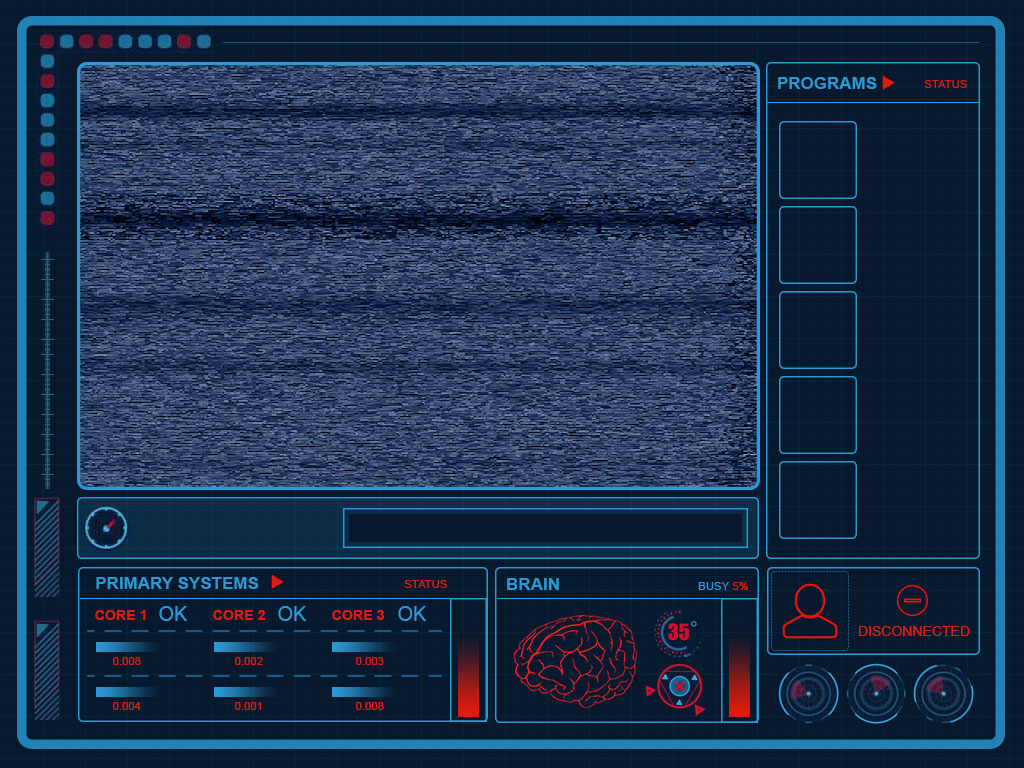 PROGRAMS STATUS
PRIMARY SYSTEMS STATUS
CORE 1 OK CORE 2 OK CORE 3 OK
0.008 0.002 0.003
0.004 0.001 0.008
BRAIN BUSY 5%
35°
DISCONNECTED